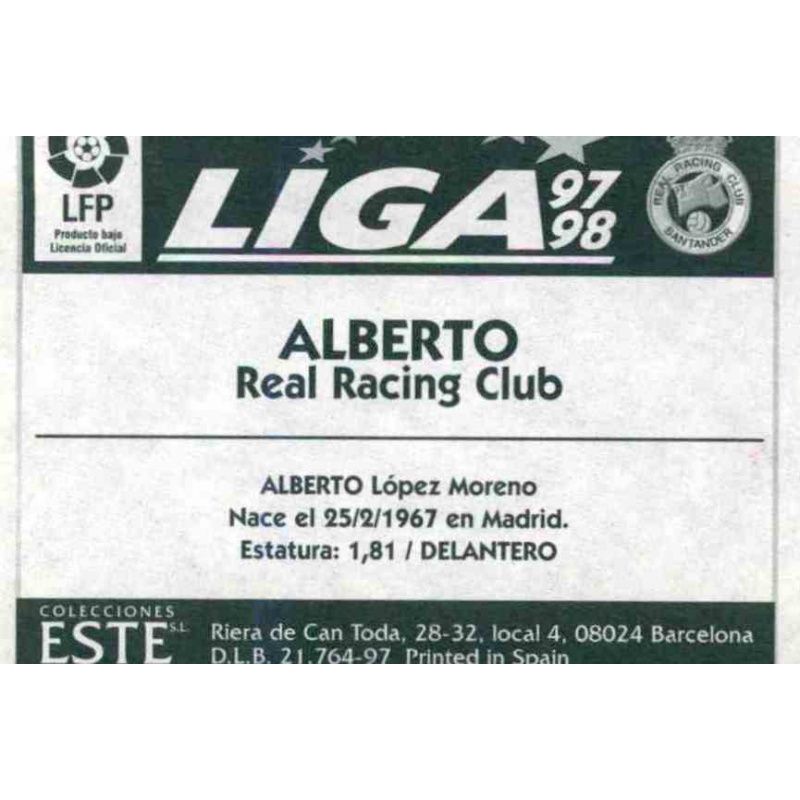 LFP
Producto bajo
Licencia Oficial
LIGA 97 98
REAL RACING CLUB
SANTANDER
ALBERTO
Real Racing Club
ALBERTO López Moreno
Nace el 25/2/1967 en Madrid.
Estatura: 1,81 / DELANTERO
COLECCIONES
ESTE S.L.
Riera de Can Toda, 28-32, local 4, 08024 Barcelona
D.L.B. 21.764-97 Printed in Spain